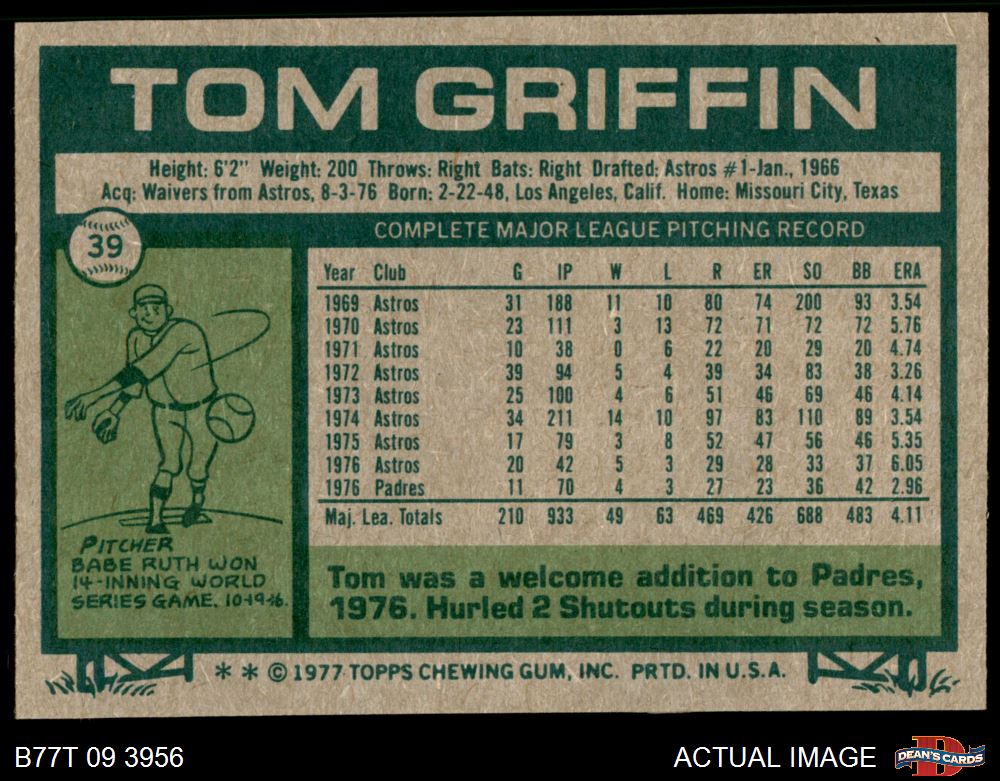 TOM GRIFFIN
Height: 6'2" Weight: 200 Throws: Right Bats: Right Drafted: Astros #1-Jan., 1966
Acq: Waivers from Astros, 8-3-76 Born: 2-22-48, Los Angeles, Calif. Home: Missouri City, Texas
39
COMPLETE MAJOR LEAGUE PITCHING RECORD
Year Club G IP W L R ER SO BB ERA
1969 Astros 31 188 11 10 80 74 200 93 3.54
1970 Astros 23 111 3 13 72 71 72 72 5.76
1971 Astros 10 38 0 6 22 20 29 20 4.74
1972 Astros 39 94 5 4 39 34 83 38 3.26
1973 Astros 25 100 4 6 51 46 69 46 4.14
1974 Astros 34 211 14 10 97 83 110 89 3.54
1975 Astros 17 79 3 8 52 47 56 46 5.35
1976 Astros 20 42 5 3 29 28 33 37 6.05
1976 Padres 11 70 4 3 27 23 36 42 2.96
Maj. Lea. Totals 210 933 49 63 469 426 688 483 4.11
PITCHER
BABE RUTH WON
14-INNING WORLD
SERIES GAME. 10-19-16.
Tom was a welcome addition to Padres,
1976. Hurled 2 Shutouts during season.
* * © 1977 TOPPS CHEWING GUM, INC. PRTD. IN U.S.A.
B77T 09 3956
ACTUAL IMAGE
D
DEAN'S CARDS